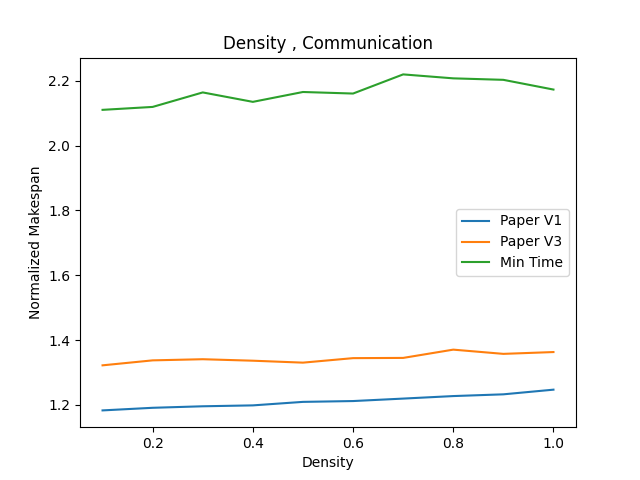 Density , Communication
Normalized Makespan
2.2
2.0
1.8
1.6
1.4
1.2
Paper V1
Paper V3
Min Time
0.2
0.4
0.6
0.8
1.0
Density